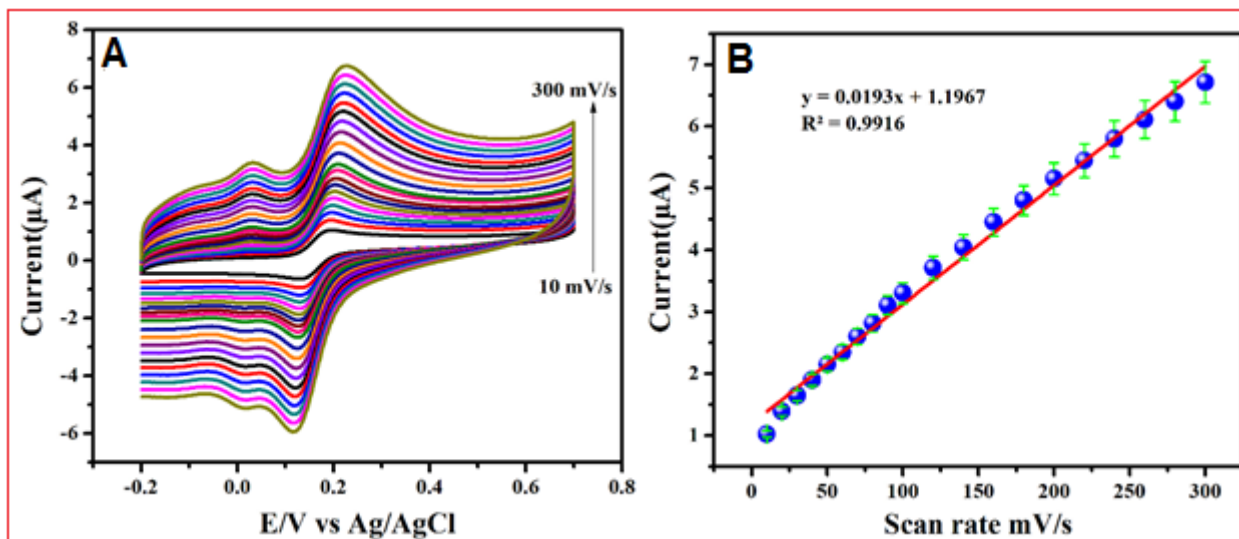 A
8
6
4
2
0
-2
-4
-6
Current(µA)
300 mV/s
10 mV/s
-0.2 0.0 0.2 0.4 0.6 0.8
E/V vs Ag/AgCl
B
y = 0.0193x + 1.1967
R² = 0.9916
7
6
5
4
3
2
1
Current(µA)
0 50 100 150 200 250 300
Scan rate mV/s